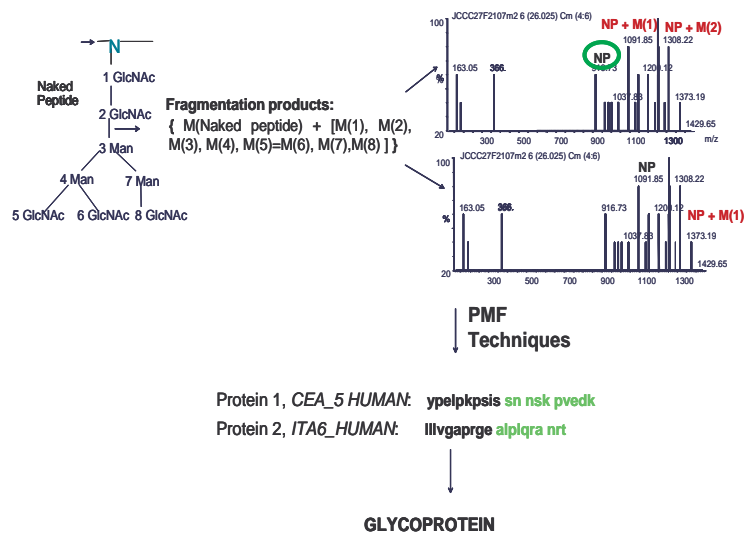 N
Naked
Peptide
1 GlcNAc
2 GlcNAc
3 Man
4 Man
7 Man
5 GlcNAc
6 GlcNAc
8 GlcNAc
Fragmentation products:
{ M(Naked peptide) + [M(1), M(2),
M(3), M(4), M(5)=M(6), M(7),M(8) ] }
JCCC27F2107m2 6 (26.025) Cm (4:6)
NP + M(1)
NP + M(2)
100
%
20
163.05
366.
NP
1091.85
1308.22
1373.19
1429.65
300 500 700 900 1100 1300
m/z
JCCC27F2107m2 6 (26.025) Cm (4:6)
100
%
20
163.05
916.73
NP
1091.85
1308.22
NP + M(1)
1373.19
1429.65
300 500 700 900 1100 1300
PMF
Techniques
Protein 1, CEA_5 HUMAN: ypelpkpsis sn nsk pvedk
Protein 2, ITA6_HUMAN: lllvgaprge alplqra nrt
GLYCOPROTEIN